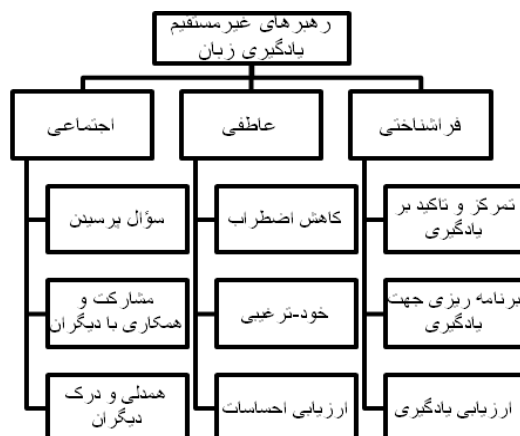 رهبرهای غیرمستقیم
یادگیری زبان
فراشناختی
تمرکز و تاکید بر
یادگیری
برنامه ریزی جهت
یادگیری
ارزیابی یادگیری
عاطفی
کاهش اضطراب
خود-ترغیبی
ارزیابی احساسات
اجتماعی
سؤال پرسیدن
مشارکت و
همکاری با دیگران
همدلی و درک
دیگران